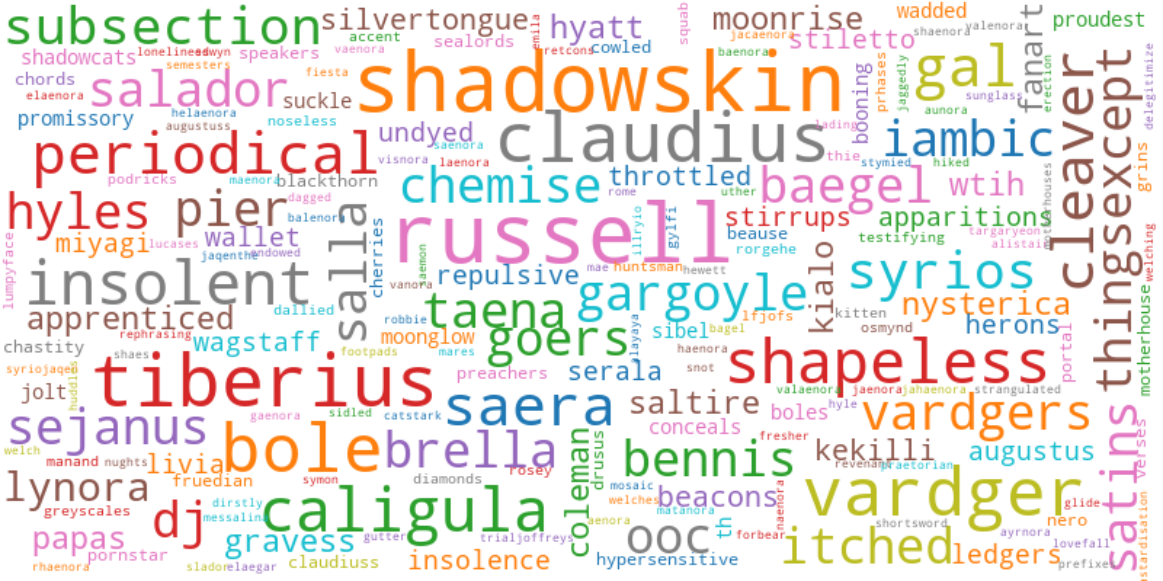 subsection silvertongue emila hyatt squab moonrise wadded valenora fanart proudest
shadowcats loneliness edwyn speakers accent vaenora sealords retcons cowled jacaenora stiletto shaenora
semesters baenora
chords elaenora salador suckle fiesta shadowskin booning prhases jaggedly gal sunglass erection cleaver thingsexcept delegitimize
promissory helaenora augustuss noseless undyed saenora claudius lading aunora iambic
periodical visnora laenora thie stymied hiked grins
podricks maenora blackthorn chemise throttled rome uther baegel wtih motherhouses
hyles pier dagged balenora salla cherries russell illryio gylfi stirrups apparitions
miyagi lucases wallet beause rorgehe testifying targaryeon alistair welching
lumpyface jaqenthe endowed daemon mae huntsman hewett
insolent vanora repulsive gargoyle kialo syrios
apprenticed dallied taena lfjofs kitten nysterica
rephrasing robbie moonglow goers alayaya sibel bagel osmynd herons motherhouse
chastity shaes wagstaff footpads mares haenora portal
syriojaqen huddles jolt tiberius preachers serala snot shapeless
valaenora jaenora jahaenora strangulated
sejanus gaenora sidled catstark saera saltire boles hyle vardgers satins verses
welch bole brella conceals fresher
manand nughts livia coleman drusus bennis kekilli augustus
lynora fruedian symon diamonds rosey revenant praetorian
greyscales dirstly mosaic welches beacons naenora vardger glide
dj messalina caligula aenora matanora shortsword nero
papas gravess gutter trialjoffreys ooc th forbear itched ayrnora lovefall
pornstar claudiuss insolence hypersensitive ledgers
rhaenora slador elaegar prefixes